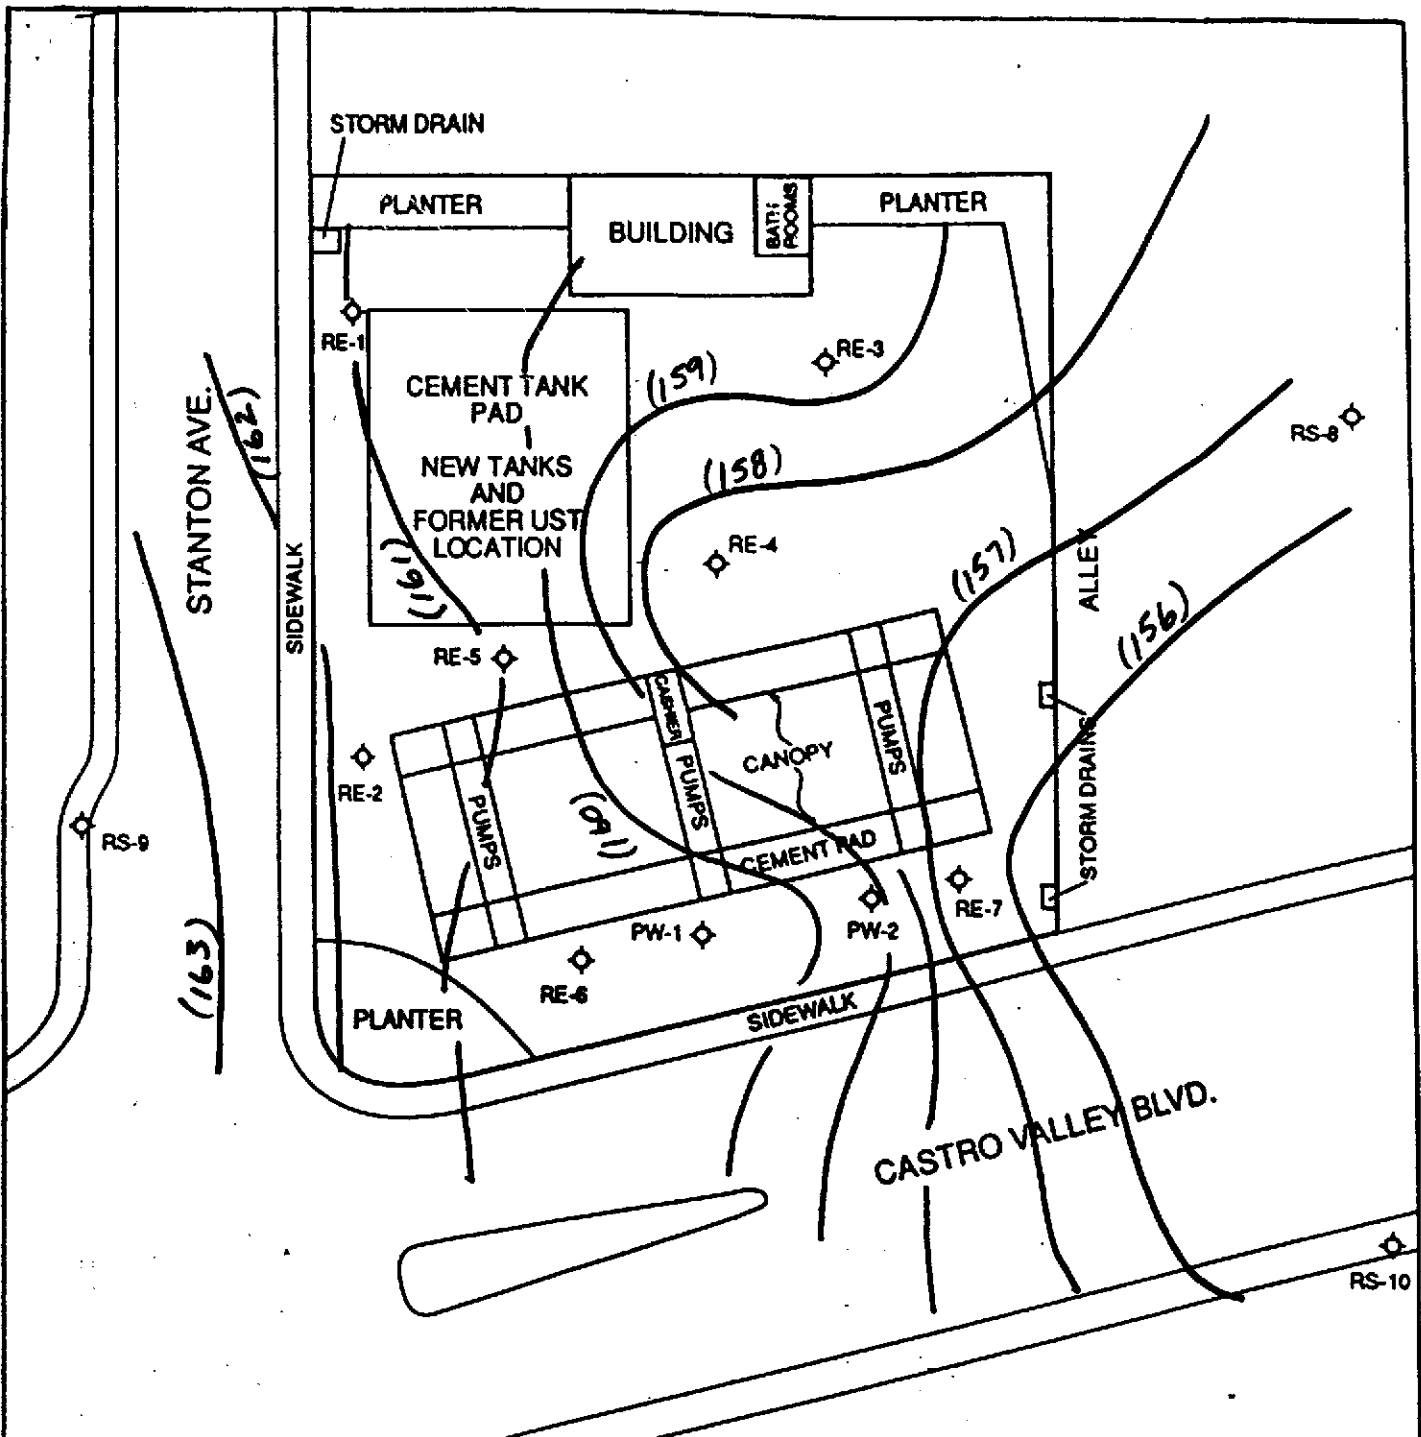 STORM DRAIN
PLANTER
BUILDING
BATH
ROOMS
PLANTER
RE-1
RE-3
CEMENT TANK
PAD
NEW TANKS
AND
FORMER UST
LOCATION
(159)
(158)
(162)
STANTON AVE.
SIDEWALK
(161)
RE-5
RE-4
RS-8
(157)
ALLEY
(156)
RE-2
RS-9
CASHIER
PUMPS
PUMPS
PUMPS
CANOPY
CEMENT PAD
(160)
STORM DRAINS
RE-7
PW-1
PW-2
RE-6
(163)
PLANTER
SIDEWALK
CASTRO VALLEY BLVD.
RS-10